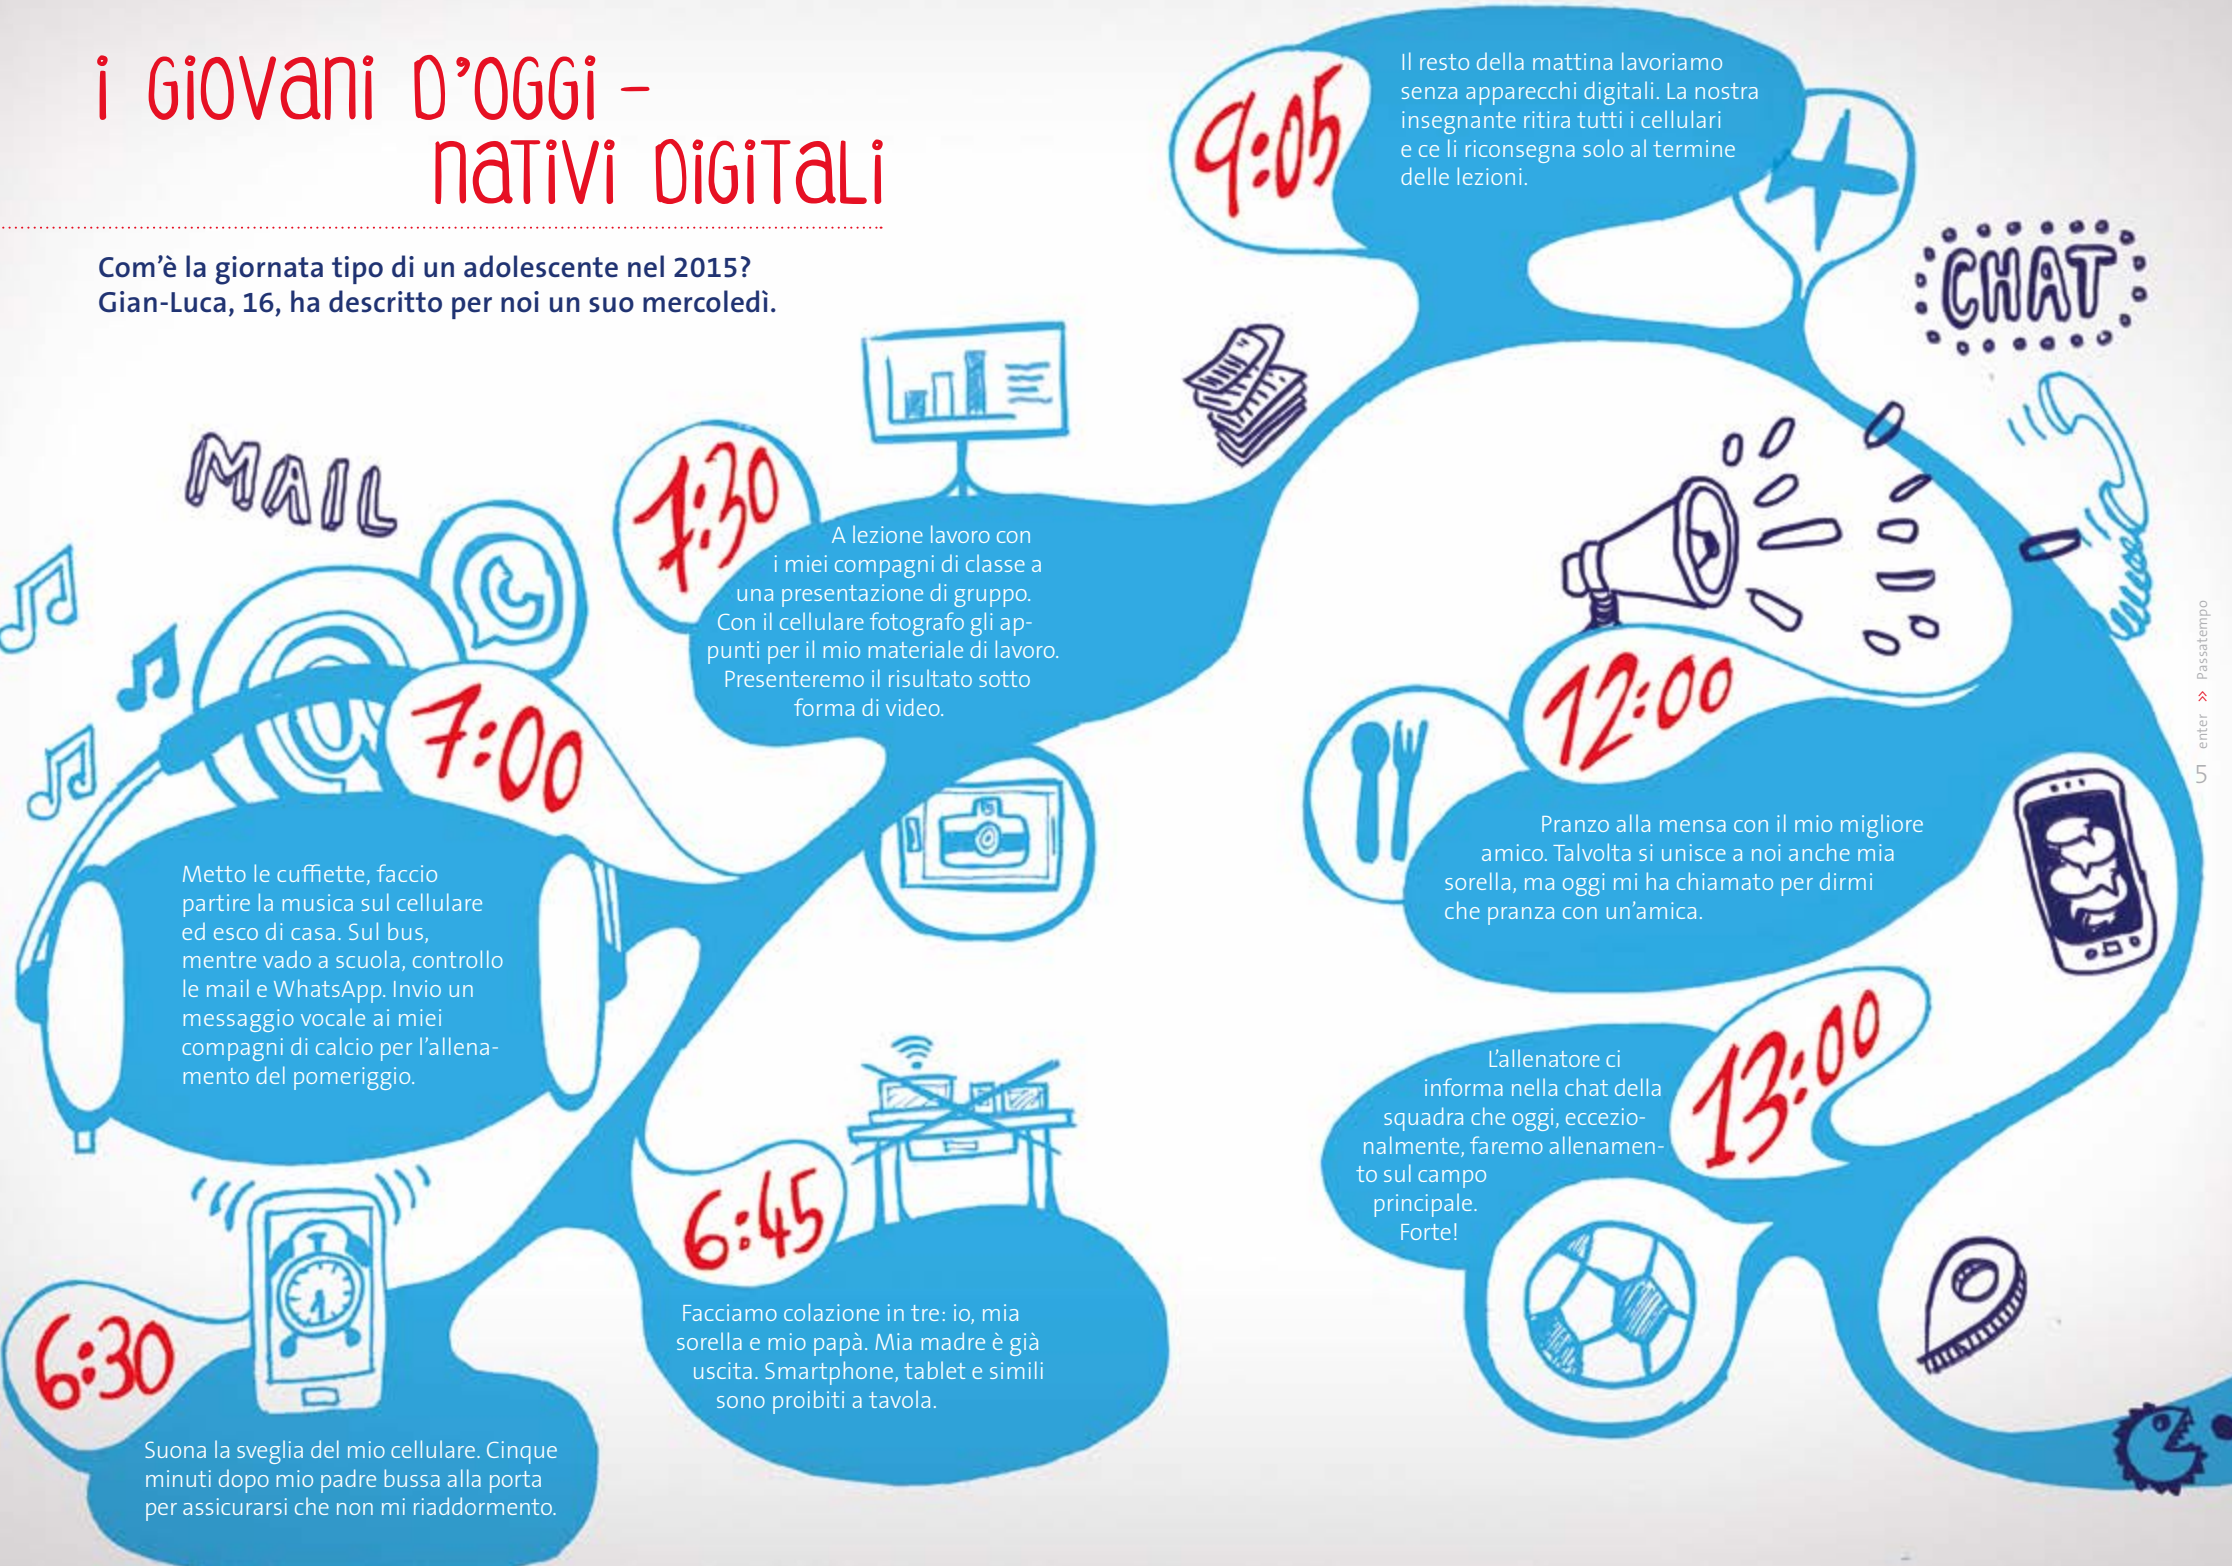 i GiOVani D'OGGi –
naTiVi DiGiTaLi
Com'è la giornata tipo di un adolescente nel 2015?
Gian-Luca, 16, ha descritto per noi un suo mercoledì.
6:30
Suona la sveglia del mio cellulare. Cinque
minuti dopo mio padre bussa alla porta
per assicurarsi che non mi riaddormento.
6:45
Facciamo colazione in tre: io, mia
sorella e mio papà. Mia madre è già
uscita. Smartphone, tablet e simili
sono proibiti a tavola.
MAIL
@
7:00
Metto le cuffiette, faccio
partire la musica sul cellulare
ed esco di casa. Sul bus,
mentre vado a scuola, controllo
le mail e WhatsApp. Invio un
messaggio vocale ai miei
compagni di calcio per l'allena-
mento del pomeriggio.
7:30
A lezione lavoro con
i miei compagni di classe a
una presentazione di gruppo.
Con il cellulare fotografo gli ap-
punti per il mio materiale di lavoro.
Presenteremo il risultato sotto
forma di video.
9:05
Il resto della mattina lavoriamo
senza apparecchi digitali. La nostra
insegnante ritira tutti i cellulari
e ce li riconsegna solo al termine
delle lezioni.
CHAT
12:00
Pranzo alla mensa con il mio migliore
amico. Talvolta si unisce a noi anche mia
sorella, ma oggi mi ha chiamato per dirmi
che pranza con un'amica.
13:00
L'allenatore ci
informa nella chat della
squadra che oggi, eccezio-
nalmente, faremo allenamen-
to sul campo
principale.
Forte!
5 enter » Passatempo